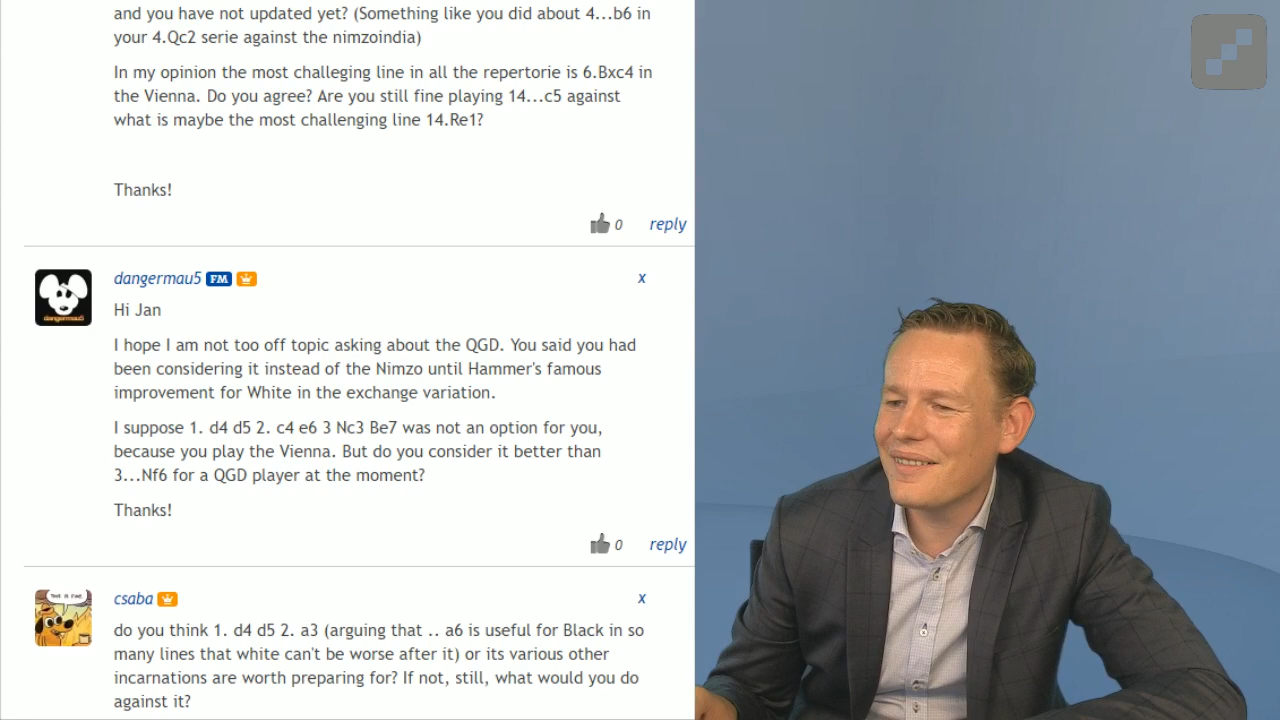 and you have not updated yet? (Something like you did about 4...b6 in
your 4.Qc2 serie against the nimzoindia)
In my opinion the most challeging line in all the repertorie is 6.Bxc4 in
the Vienna. Do you agree? Are you still fine playing 14...c5 against
what is maybe the most challenging line 14.Re1?
Thanks!
0 reply
dangermau5 FM x
Hi Jan
I hope I am not too off topic asking about the QGD. You said you had
been considering it instead of the Nimzo until Hammer's famous
improvement for White in the exchange variation.
I suppose 1. d4 d5 2. c4 e6 3 Nc3 Be7 was not an option for you,
because you play the Vienna. But do you consider it better than
3...Nf6 for a QGD player at the moment?
Thanks!
0 reply
csaba x
do you think 1. d4 d5 2. a3 (arguing that .. a6 is useful for Black in so
many lines that white can't be worse after it) or its various other
incarnations are worth preparing for? If not, still, what would you do
against it?